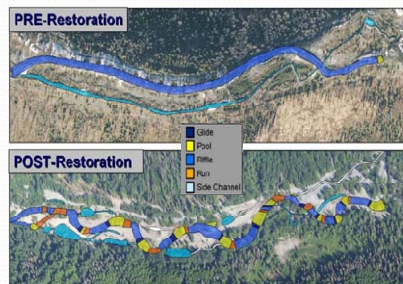 PRE-Restoration
Glide
Pool
Riffle
Run
Side Channel
POST-Restoration